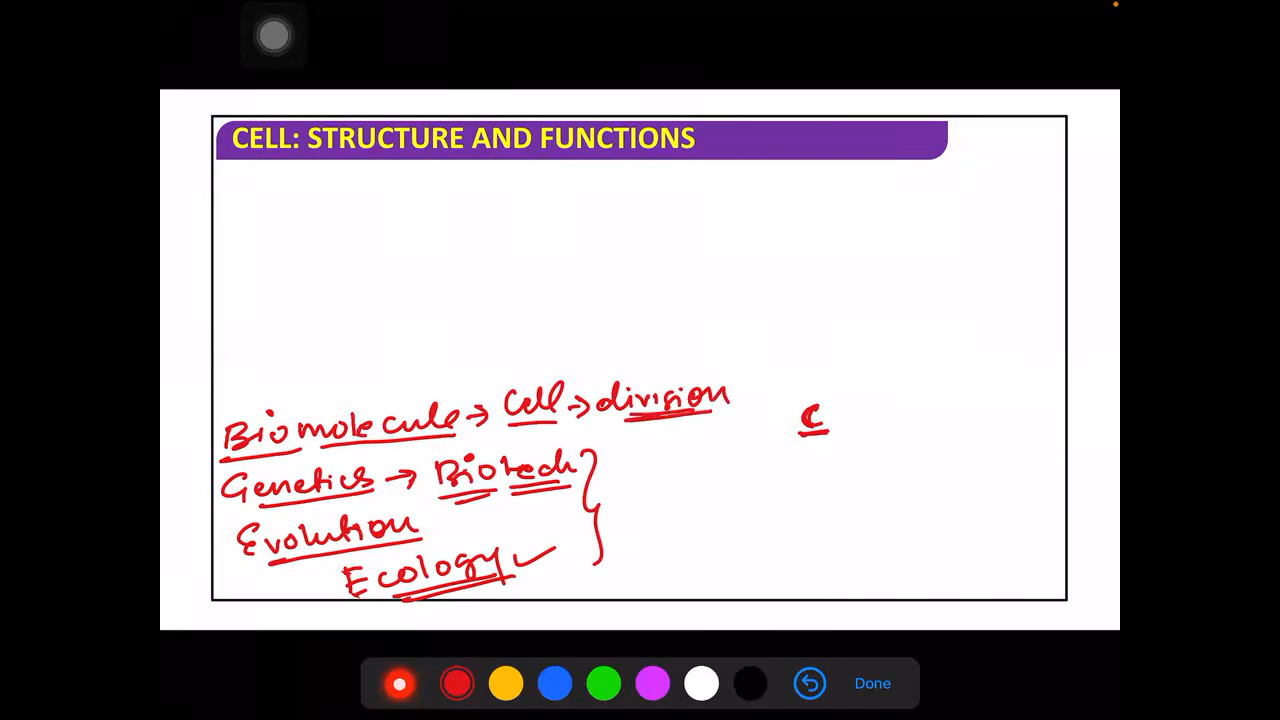 CELL: STRUCTURE AND FUNCTIONS
Biomolecule → Cell → division
C
Genetics → Biotech
Evolution
Ecology ✓
Done